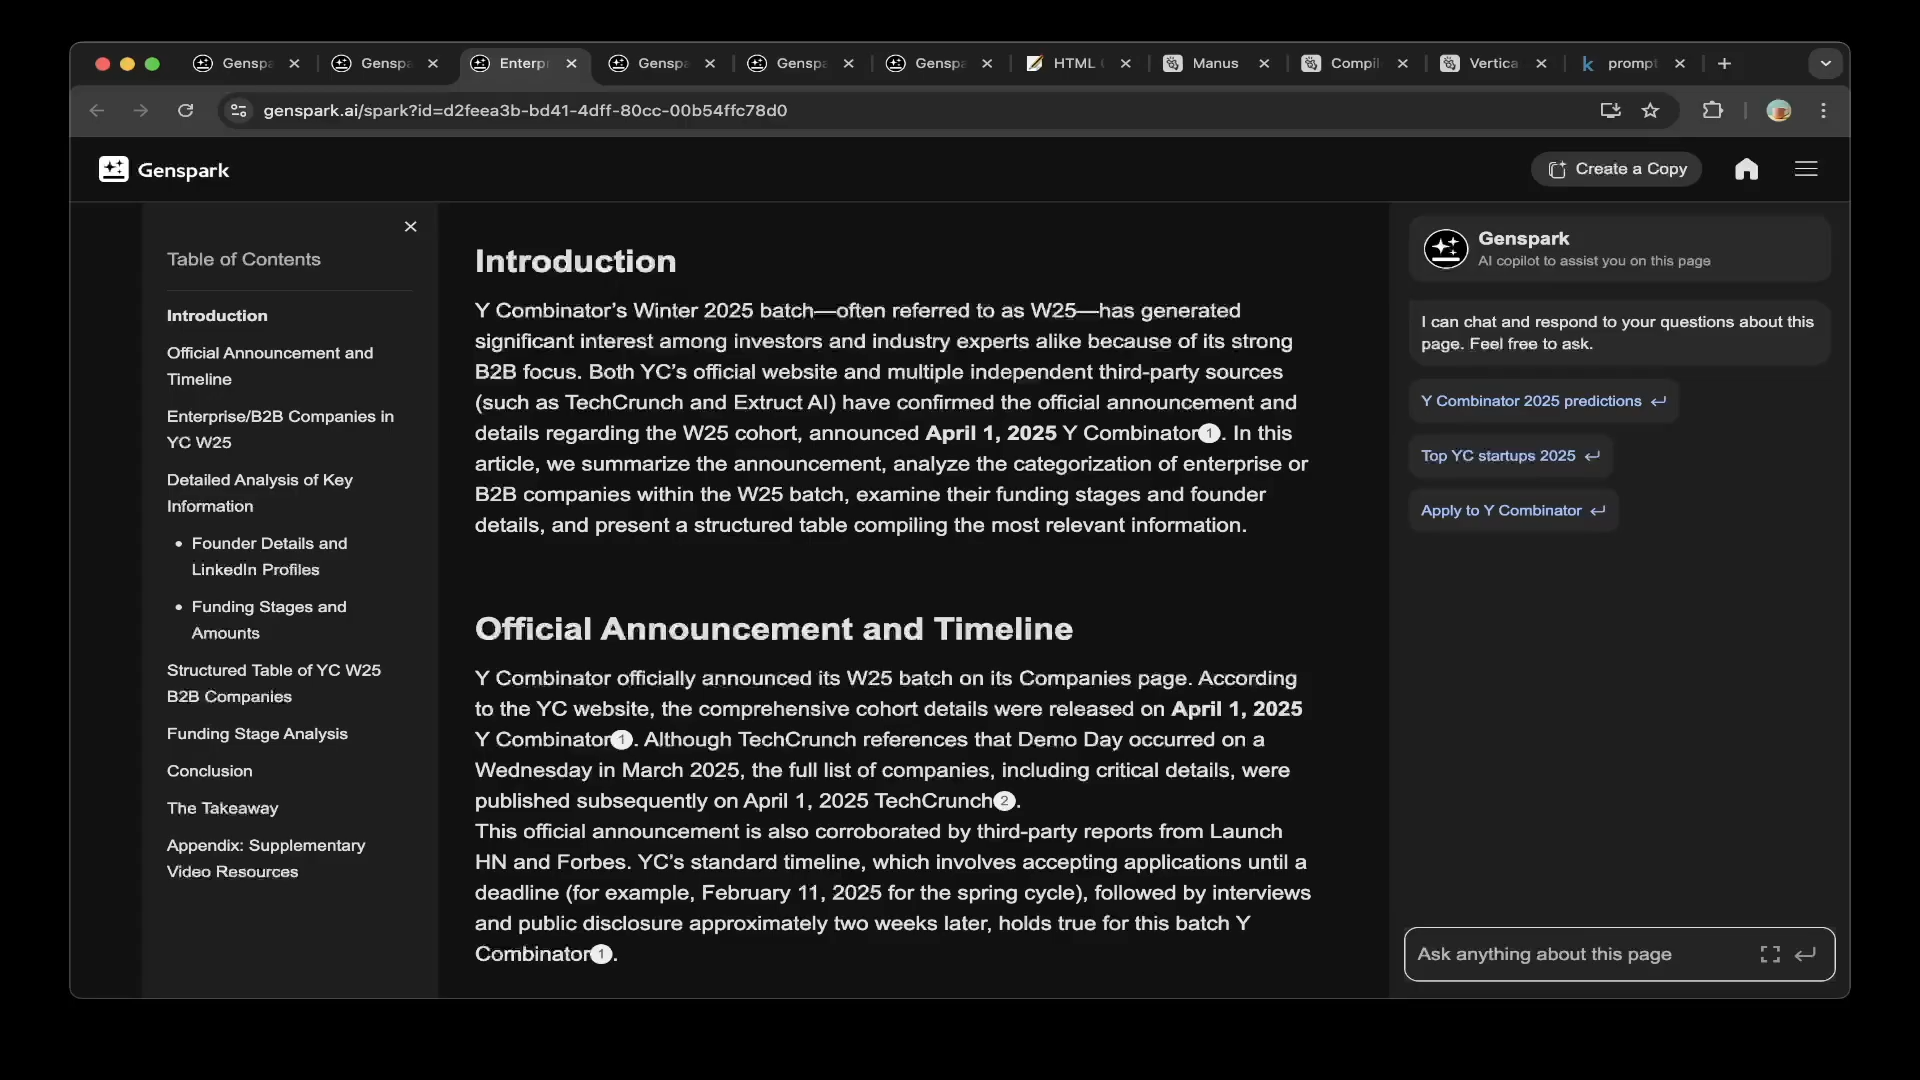 Genspa
Genspa
Enterp
Genspa
Genspa
Genspa
HTML
Manus
Compil
Vertica
prompt
genspark.ai/spark?id=d2feea3b-bd41-4dff-80cc-00b54ffc78d0
Genspark
Create a Copy
Table of Contents
Introduction
Official Announcement and
Timeline
Enterprise/B2B Companies in
YC W25
Detailed Analysis of Key
Information
• Founder Details and
LinkedIn Profiles
• Funding Stages and
Amounts
Structured Table of YC W25
B2B Companies
Funding Stage Analysis
Conclusion
The Takeaway
Appendix: Supplementary
Video Resources
Introduction
Y Combinator’s Winter 2025 batch—often referred to as W25—has generated
significant interest among investors and industry experts alike because of its strong
B2B focus. Both YC’s official website and multiple independent third-party sources
(such as TechCrunch and Extruct AI) have confirmed the official announcement and
details regarding the W25 cohort, announced April 1, 2025 Y Combinator1. In this
article, we summarize the announcement, analyze the categorization of enterprise or
B2B companies within the W25 batch, examine their funding stages and founder
details, and present a structured table compiling the most relevant information.
Official Announcement and Timeline
Y Combinator officially announced its W25 batch on its Companies page. According
to the YC website, the comprehensive cohort details were released on April 1, 2025
Y Combinator1. Although TechCrunch references that Demo Day occurred on a
Wednesday in March 2025, the full list of companies, including critical details, were
published subsequently on April 1, 2025 TechCrunch2.
This official announcement is also corroborated by third-party reports from Launch
HN and Forbes. YC’s standard timeline, which involves accepting applications until a
deadline (for example, February 11, 2025 for the spring cycle), followed by interviews
and public disclosure approximately two weeks later, holds true for this batch Y
Combinator1.
Genspark
AI copilot to assist you on this page
I can chat and respond to your questions about this
page. Feel free to ask.
Y Combinator 2025 predictions
Top YC startups 2025
Apply to Y Combinator
Ask anything about this page